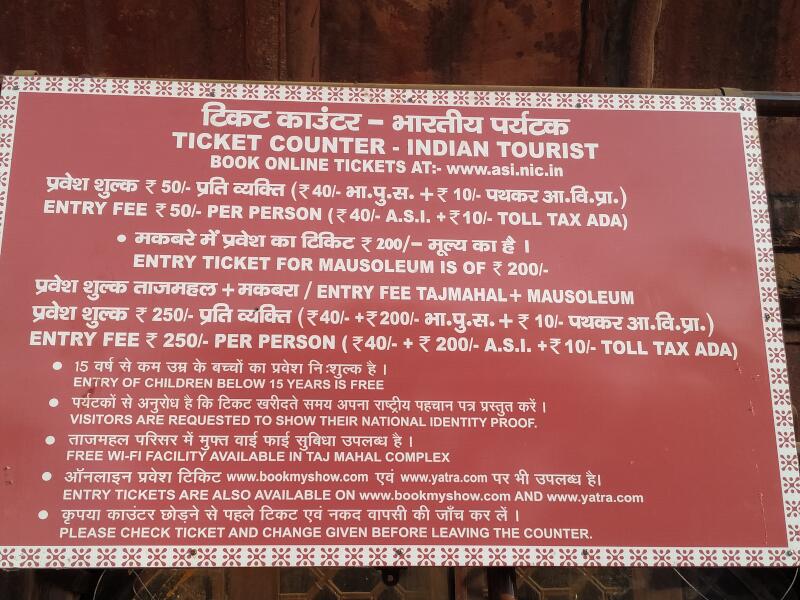 टिकट काउंटर – भारतीय पर्यटक
TICKET COUNTER - INDIAN TOURIST
BOOK ONLINE TICKETS AT:- www.asi.nic.in
प्रवेश शुल्क ₹ 50/- प्रति व्यक्ति (₹40/- भा.पु.स. +₹ 10/- पथकर आ.वि.प्रा.)
ENTRY FEE ₹ 50/- PER PERSON (₹40/- A.S.I. +₹10/- TOLL TAX ADA)
• मकबरे में प्रवेश का टिकिट ₹ 200/– मूल्य का है ।
ENTRY TICKET FOR MAUSOLEUM IS OF ₹ 200/-
प्रवेश शुल्क ताजमहल + मकबरा / ENTRY FEE TAJMAHAL+ MAUSOLEUM
प्रवेश शुल्क ₹ 250/- प्रति व्यक्ति (₹40/- +₹200/- भा.पु.स. + ₹ 10/- पथकर आ.वि.प्रा.)
ENTRY FEE ₹ 250/- PER PERSON (₹40/- + ₹ 200/- A.S.I. +₹10/- TOLL TAX ADA)
• 15 वर्ष से कम उम्र के बच्चों का प्रवेश नि:शुल्क है ।
ENTRY OF CHILDREN BELOW 15 YEARS IS FREE
• पर्यटकों से अनुरोध है कि टिकट खरीदते समय अपना राष्ट्रीय पहचान पत्र प्रस्तुत करें ।
VISITORS ARE REQUESTED TO SHOW THEIR NATIONAL IDENTITY PROOF.
• ताजमहल परिसर में मुफ्त वाई फाई सुबिधा उपलब्ध है ।
FREE WI-FI FACILITY AVAILABLE IN TAJ MAHAL COMPLEX
• ऑनलाइन प्रवेश टिकिट www.bookmyshow.com एवं www.yatra.com पर भी उपलब्ध है।
ENTRY TICKETS ARE ALSO AVAILABLE ON www.bookmyshow.com AND www.yatra.com
• कृपया काउंटर छोड़ने से पहले टिकट एवं नकद वापसी की जाँच कर लें ।
PLEASE CHECK TICKET AND CHANGE GIVEN BEFORE LEAVING THE COUNTER.